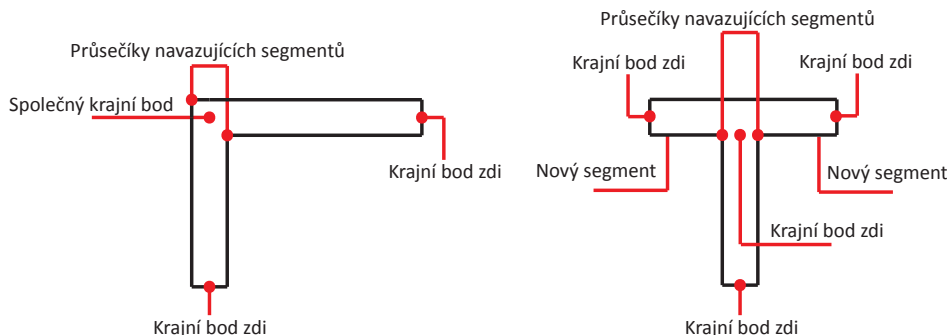 Průsečíky navazujících segmentů
Společný krajní bod
Krajní bod zdi
Krajní bod zdi
Průsečíky navazujících segmentů
Krajní bod zdi
Krajní bod zdi
Nový segment
Nový segment
Krajní bod zdi
Krajní bod zdi